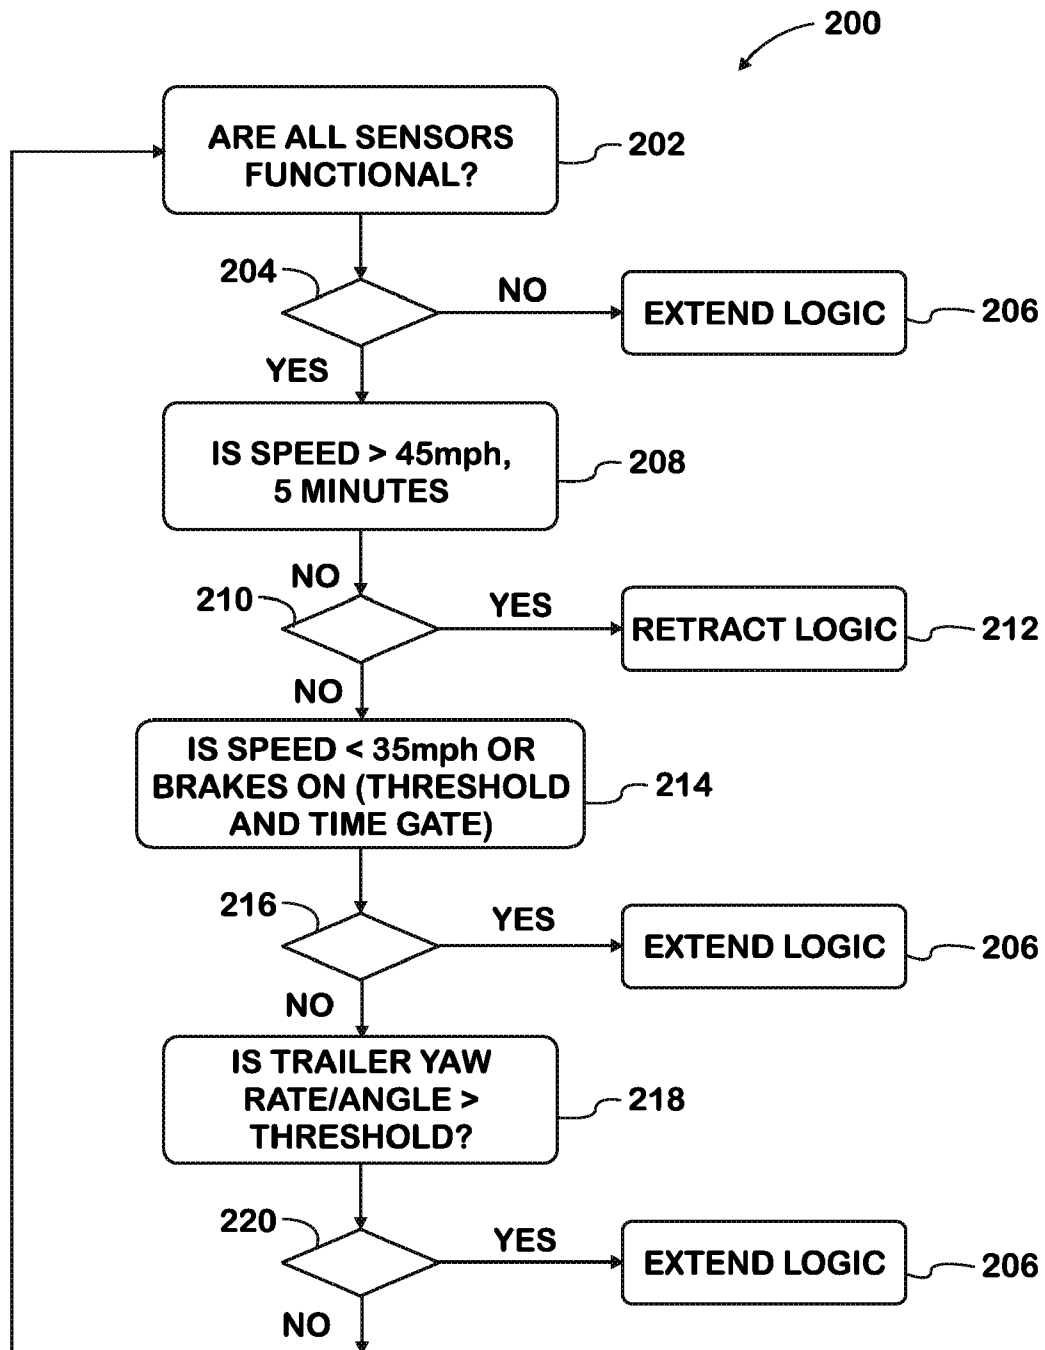 200
ARE ALL SENSORS
FUNCTIONAL?
202
204
NO
EXTEND LOGIC
206
YES
IS SPEED > 45mph,
5 MINUTES
208
NO
210
YES
RETRACT LOGIC
212
NO
IS SPEED < 35mph OR
BRAKES ON (THRESHOLD
AND TIME GATE)
214
216
YES
EXTEND LOGIC
206
NO
IS TRAILER YAW
RATE/ANGLE >
THRESHOLD?
218
220
YES
EXTEND LOGIC
206
NO